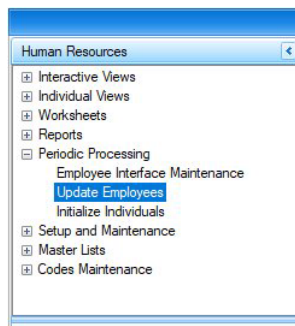 Human Resources
Interactive Views
Individual Views
Worksheets
Reports
Periodic Processing
Employee Interface Maintenance
Update Employees
Initialize Individuals
Setup and Maintenance
Master Lists
Codes Maintenance